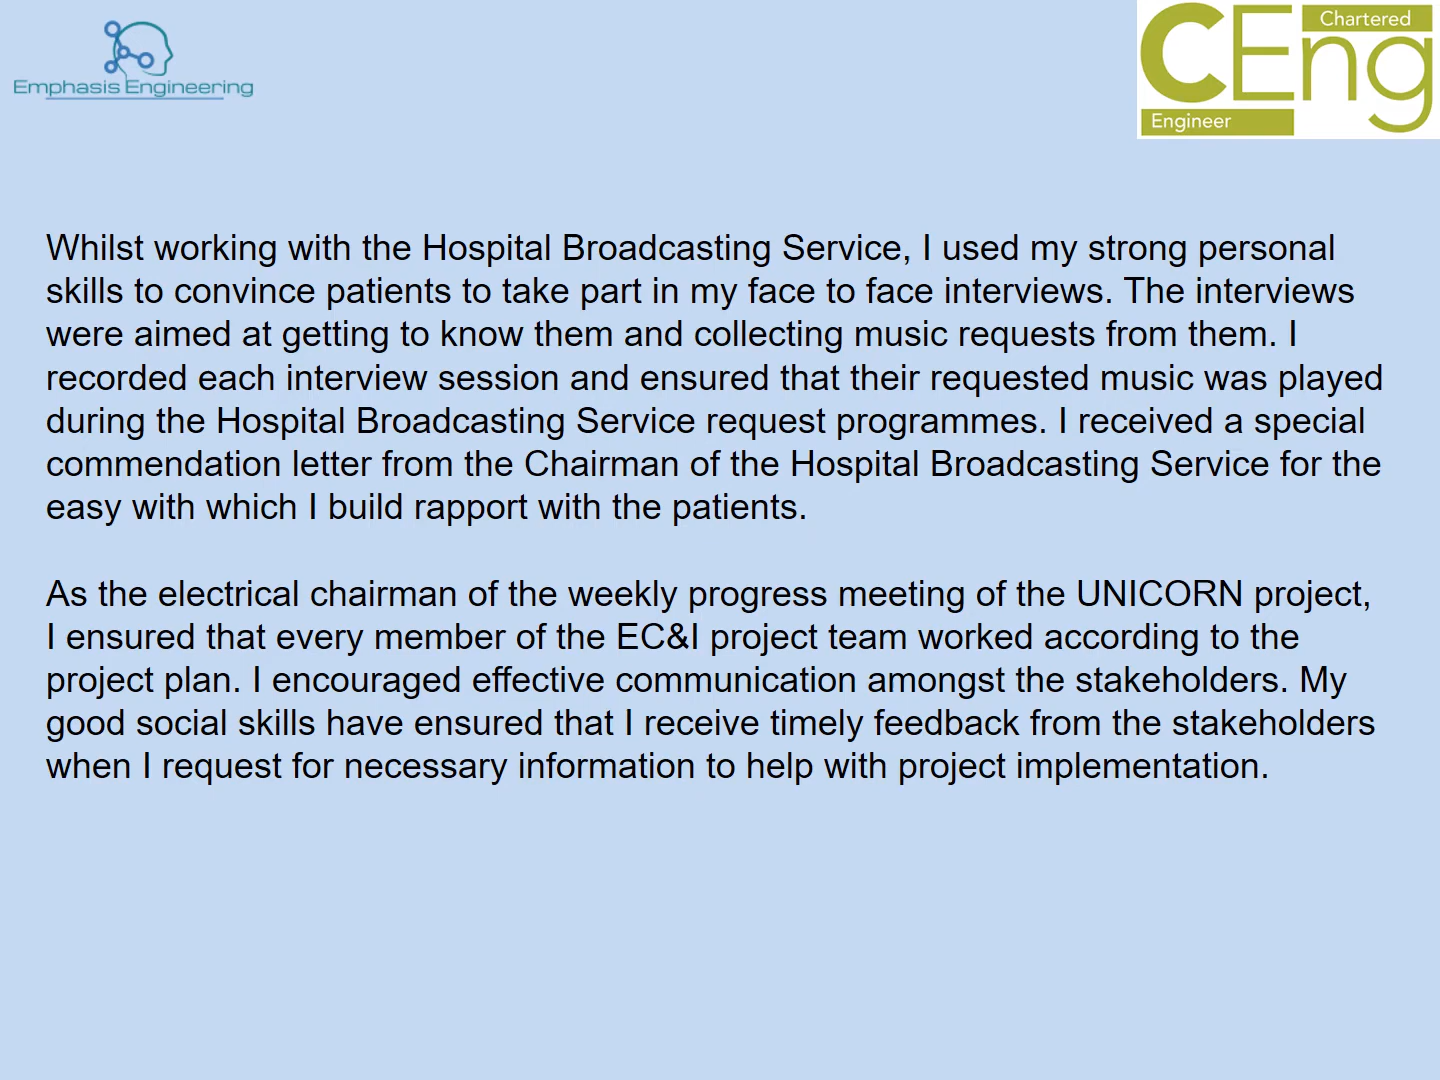 Emphasis Engineering
CEng
Chartered
Engineer
Whilst working with the Hospital Broadcasting Service, I used my strong personal
skills to convince patients to take part in my face to face interviews. The interviews
were aimed at getting to know them and collecting music requests from them. I
recorded each interview session and ensured that their requested music was played
during the Hospital Broadcasting Service request programmes. I received a special
commendation letter from the Chairman of the Hospital Broadcasting Service for the
easy with which I build rapport with the patients.
As the electrical chairman of the weekly progress meeting of the UNICORN project,
I ensured that every member of the EC&I project team worked according to the
project plan. I encouraged effective communication amongst the stakeholders. My
good social skills have ensured that I receive timely feedback from the stakeholders
when I request for necessary information to help with project implementation.